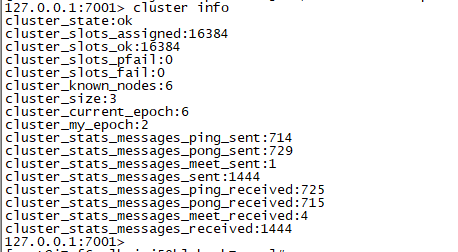 127.0.0.1:7001> cluster info
cluster_state:ok
cluster_slots_assigned:16384
cluster_slots_ok:16384
cluster_slots_pfail:0
cluster_slots_fail:0
cluster_known_nodes:6
cluster_size:3
cluster_current_epoch:6
cluster_my_epoch:2
cluster_stats_messages_ping_sent:714
cluster_stats_messages_pong_sent:729
cluster_stats_messages_meet_sent:1
cluster_stats_messages_sent:1444
cluster_stats_messages_ping_received:725
cluster_stats_messages_pong_received:715
cluster_stats_messages_meet_received:4
cluster_stats_messages_received:1444
127.0.0.1:7001>